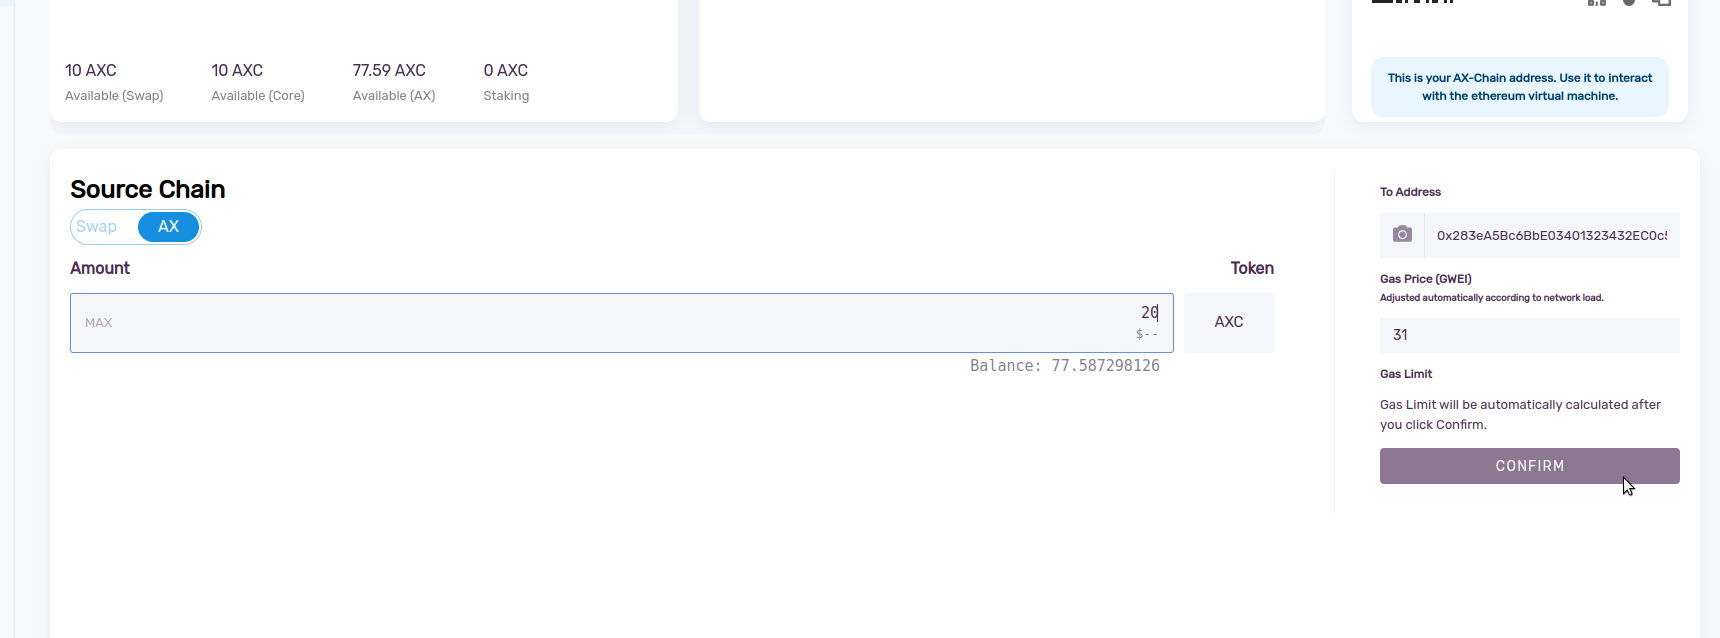 10 AXC
Available (Swap)
10 AXC
Available (Core)
77.59 AXC
Available (AX)
0 AXC
Staking
This is your AX-Chain address. Use it to interact
with the ethereum virtual machine.
Source Chain
Swap
AX
Amount
Token
MAX
20
$--
AXC
Balance: 77.587298126
To Address
0x283eA5Bc6BbE03401323432EC0c
Gas Price (GWEI)
Adjusted automatically according to network load.
31
Gas Limit
Gas Limit will be automatically calculated after
you click Confirm.
CONFIRM